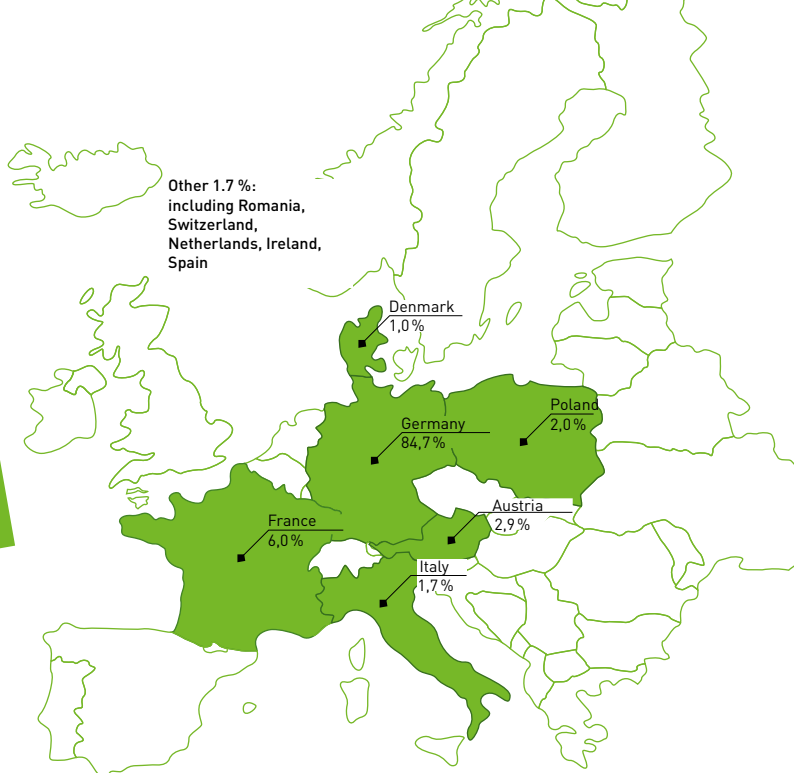 Other 1.7 %:
including Romania,
Switzerland,
Netherlands, Ireland,
Spain
Denmark
1,0 %
Poland
2,0 %
Germany
84,7 %
Austria
2,9 %
France
6,0 %
Italy
1,7 %